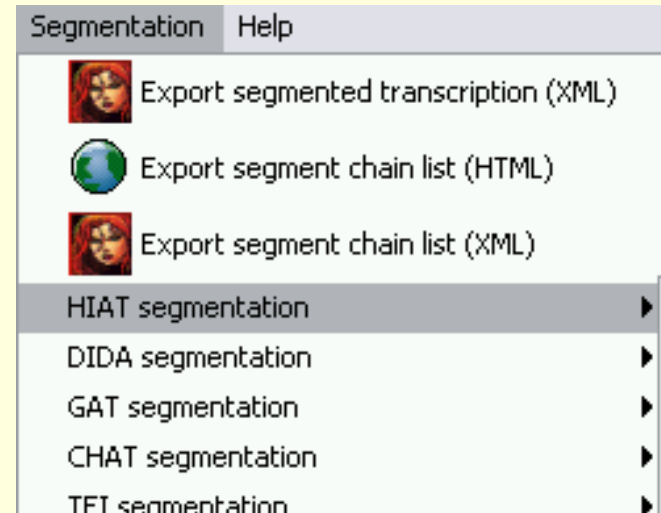 Segmentation Help
Export segmented transcription (XML)
Export segment chain list (HTML)
Export segment chain list (XML)
HIAT segmentation
DIDA segmentation
GAT segmentation
CHAT segmentation
segmentation